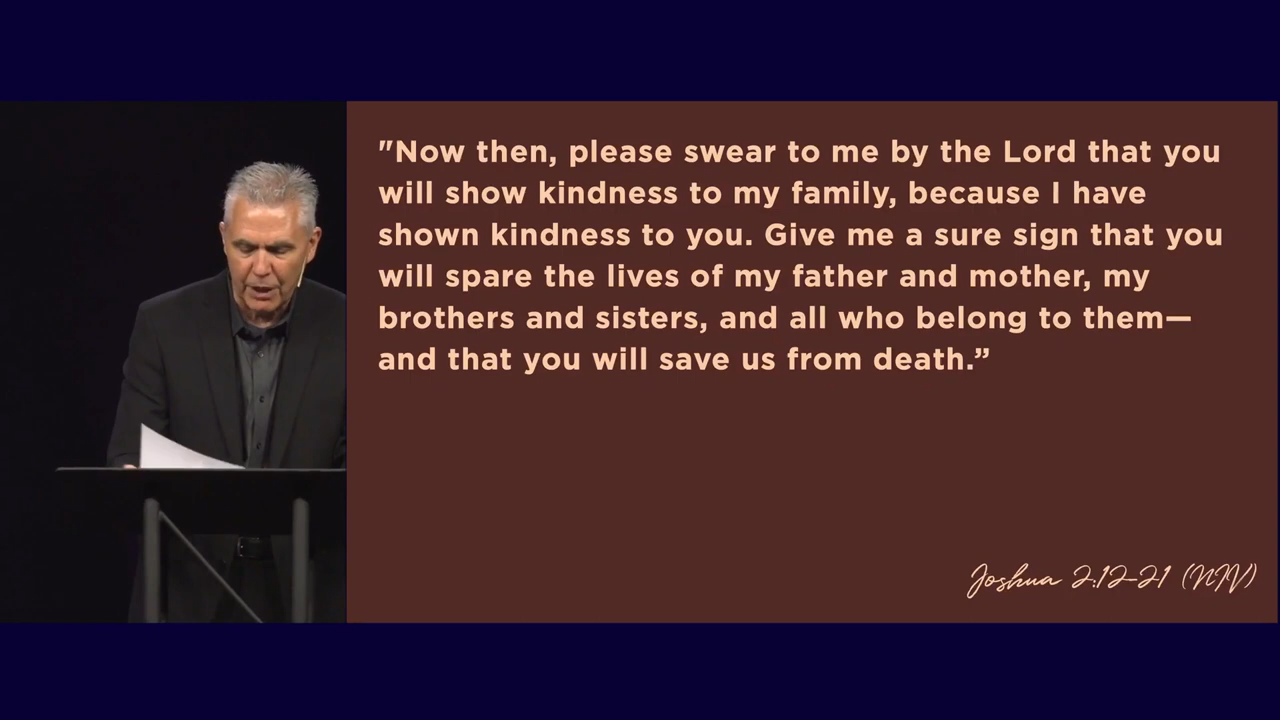 "Now then, please swear to me by the Lord that you
will show kindness to my family, because I have
shown kindness to you. Give me a sure sign that you
will spare the lives of my father and mother, my
brothers and sisters, and all who belong to them—
and that you will save us from death.”
Joshua 2:12-21 (NIV)